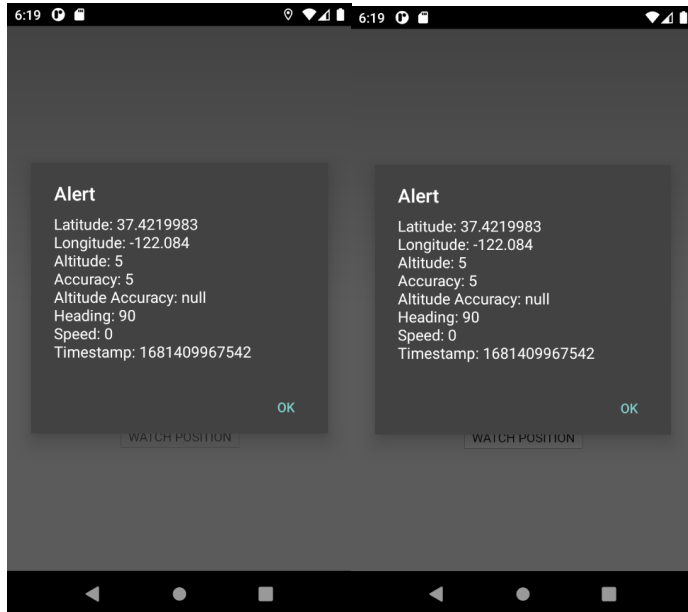 6:19
Alert
Latitude: 37.4219983
Longitude: -122.084
Altitude: 5
Accuracy: 5
Altitude Accuracy: null
Heading: 90
Speed: 0
Timestamp: 1681409967542
OK
WATCH POSITION
6:19
Alert
Latitude: 37.4219983
Longitude: -122.084
Altitude: 5
Accuracy: 5
Altitude Accuracy: null
Heading: 90
Speed: 0
Timestamp: 1681409967542
OK
WATCH POSITION